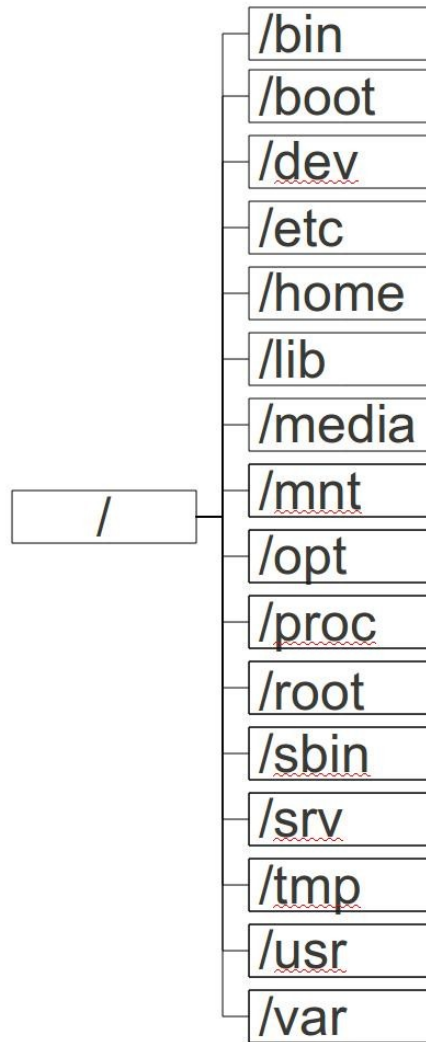 /bin
/boot
/dev
/etc
/home
/lib
/media
/mnt
/
/opt
/proc
/root
/sbin
/srv
/tmp
/usr
/var